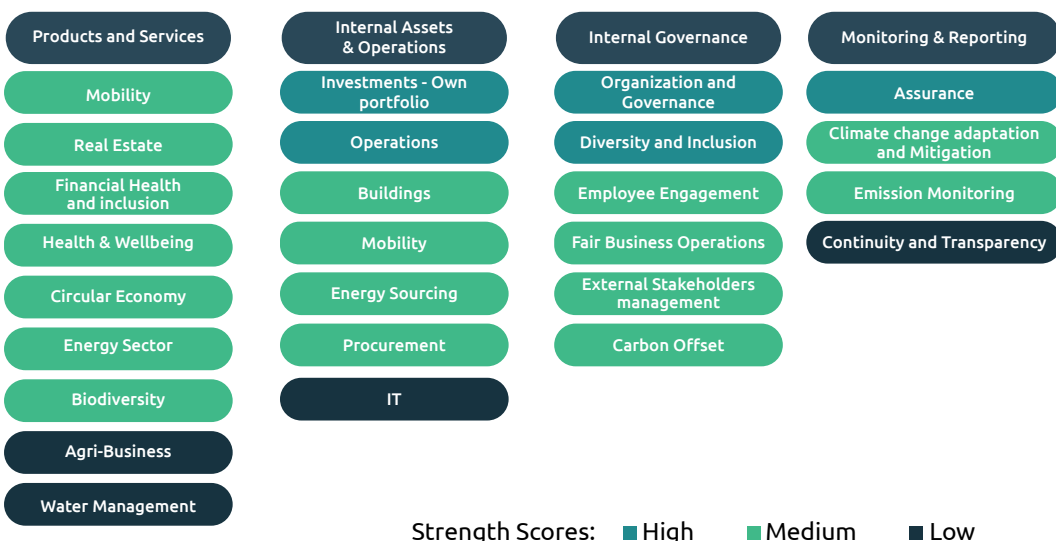 Products and Services
Mobility
Real Estate
Financial Health
and inclusion
Health & Wellbeing
Circular Economy
Energy Sector
Biodiversity
Agri-Business
Water Management
Internal Assets
& Operations
Investments - Own
portfolio
Operations
Buildings
Mobility
Energy Sourcing
Procurement
IT
Internal Governance
Organization and
Governance
Diversity and Inclusion
Employee Engagement
Fair Business Operations
External Stakeholders
management
Carbon Offset
Monitoring & Reporting
Assurance
Climate change adaptation
and Mitigation
Emission Monitoring
Continuity and Transparency
Strength Scores: High Medium Low